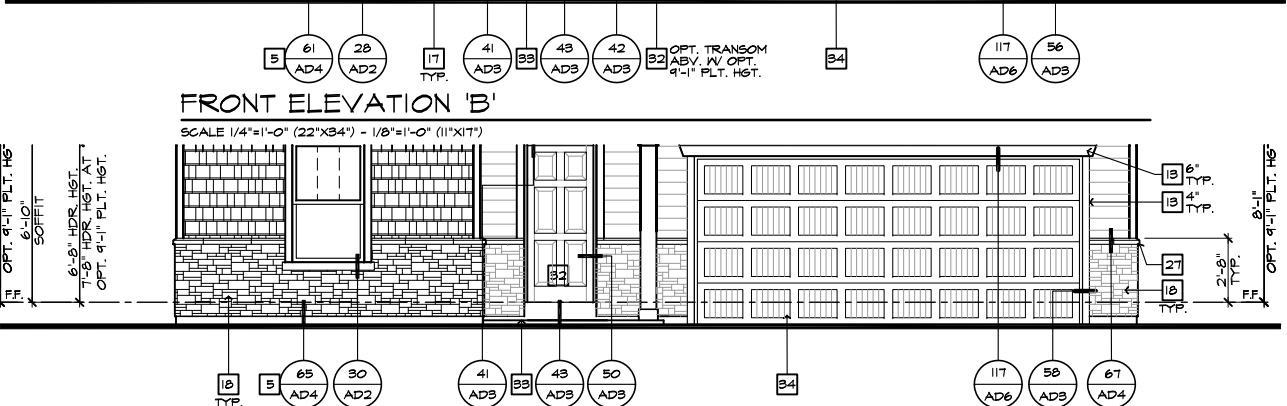 5 61 28 17 41 33 43 42 32 OPT. TRANSOM 34 117 56
AD4 AD2 TYP. AD3 AD3 AD3 ABV. W/ OPT. AD6 AD3
9'-1" PLT. HGT.
FRONT ELEVATION 'B'
SCALE 1/4"=1'-0" (22"X34") - 1/8"=1'-0" (11"X17")
OPT. 9'-1" PLT. HG
6'-10"
SOFFIT
6'-8" HDR. HGT.
7'-8" HDR. HGT. AT
OPT. 9'-1" PLT. HGT.
F.F.
32
13 6"
TYP.
13 4"
TYP.
27
18
TYP.
2'-8"
TYP.
8'-1"
OPT. 9'-1" PLT. HG
F.F.
18 5 65 30 41 33 43 50 34 117 58 67
TYP. AD4 AD2 AD3 AD3 AD3 AD6 AD3 AD4